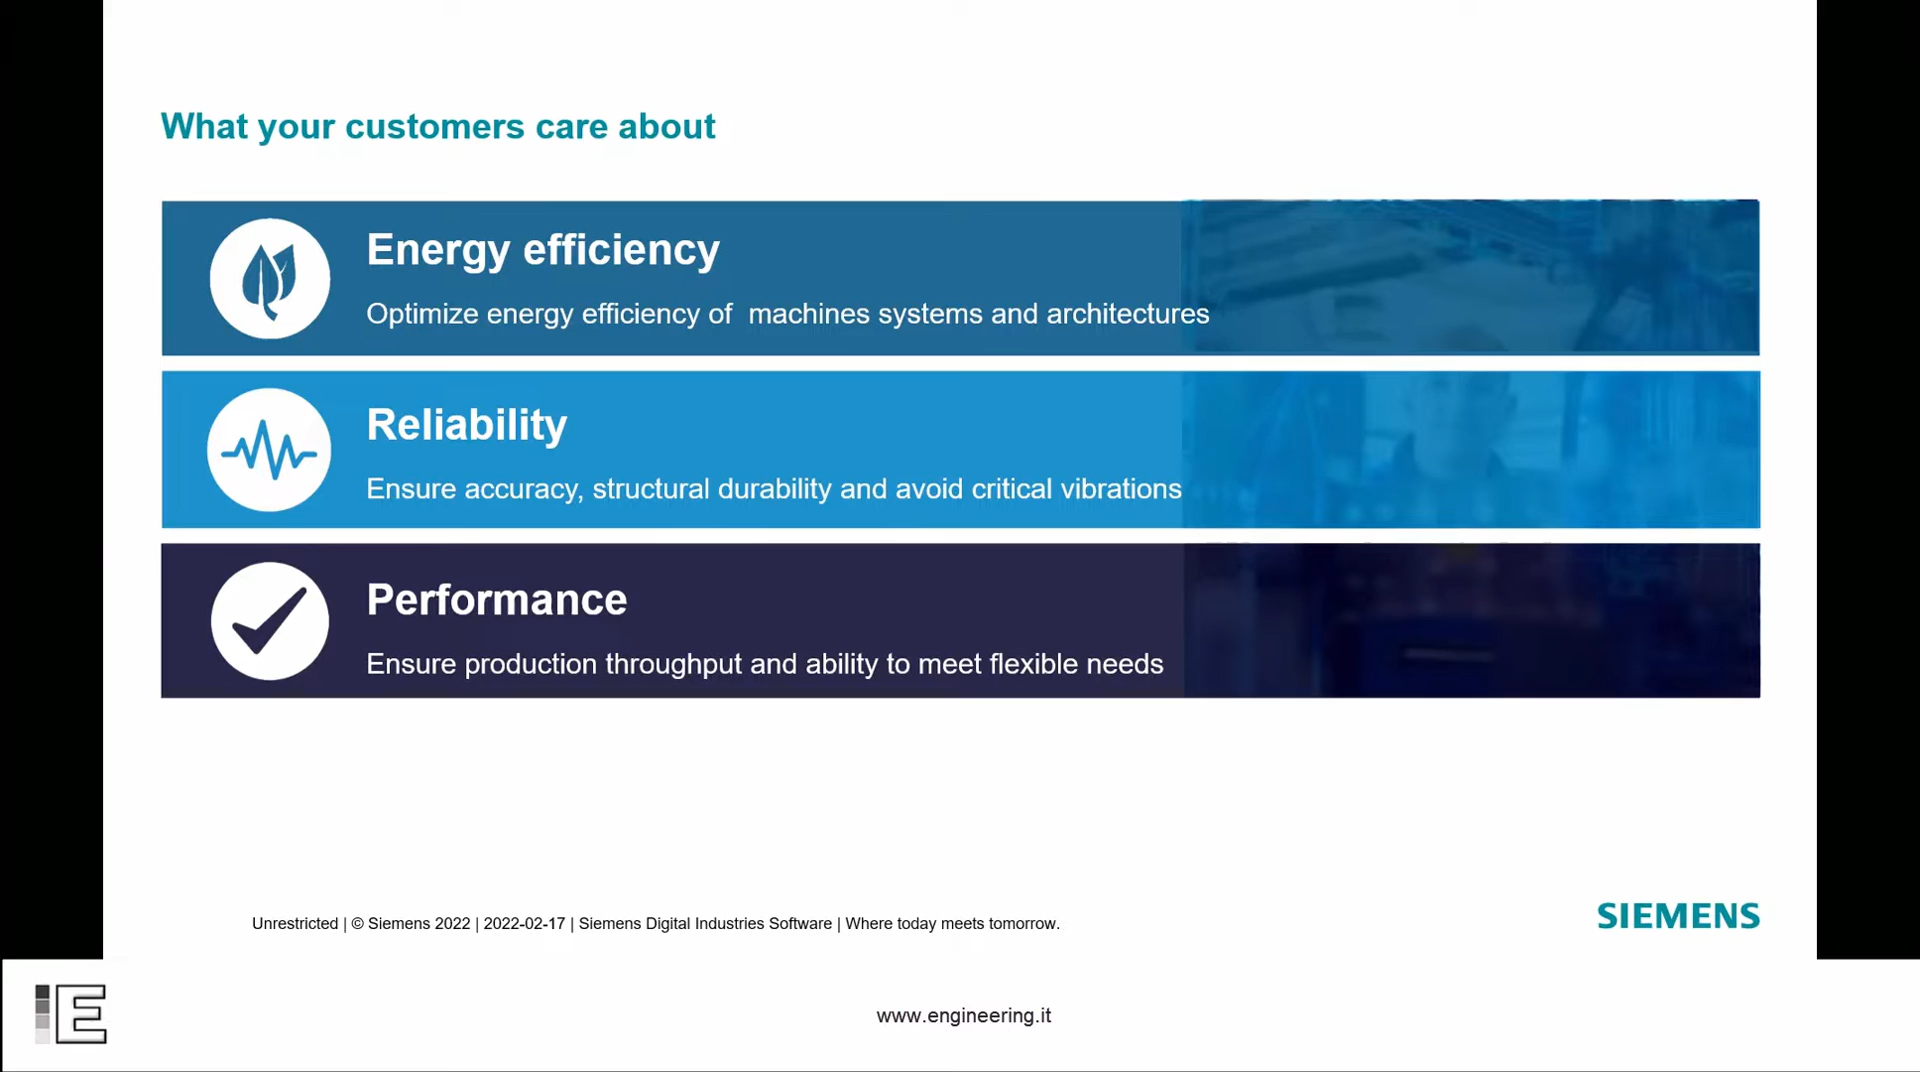 What your customers care about
Energy efficiency
Optimize energy efficiency of  machines systems and architectures
Reliability
Ensure accuracy, structural durability and avoid critical vibrations
Performance
Ensure production throughput and ability to meet flexible needs
Unrestricted | © Siemens 2022 | 2022-02-17 | Siemens Digital Industries Software | Where today meets tomorrow.
SIEMENS
iE
www.engineering.it